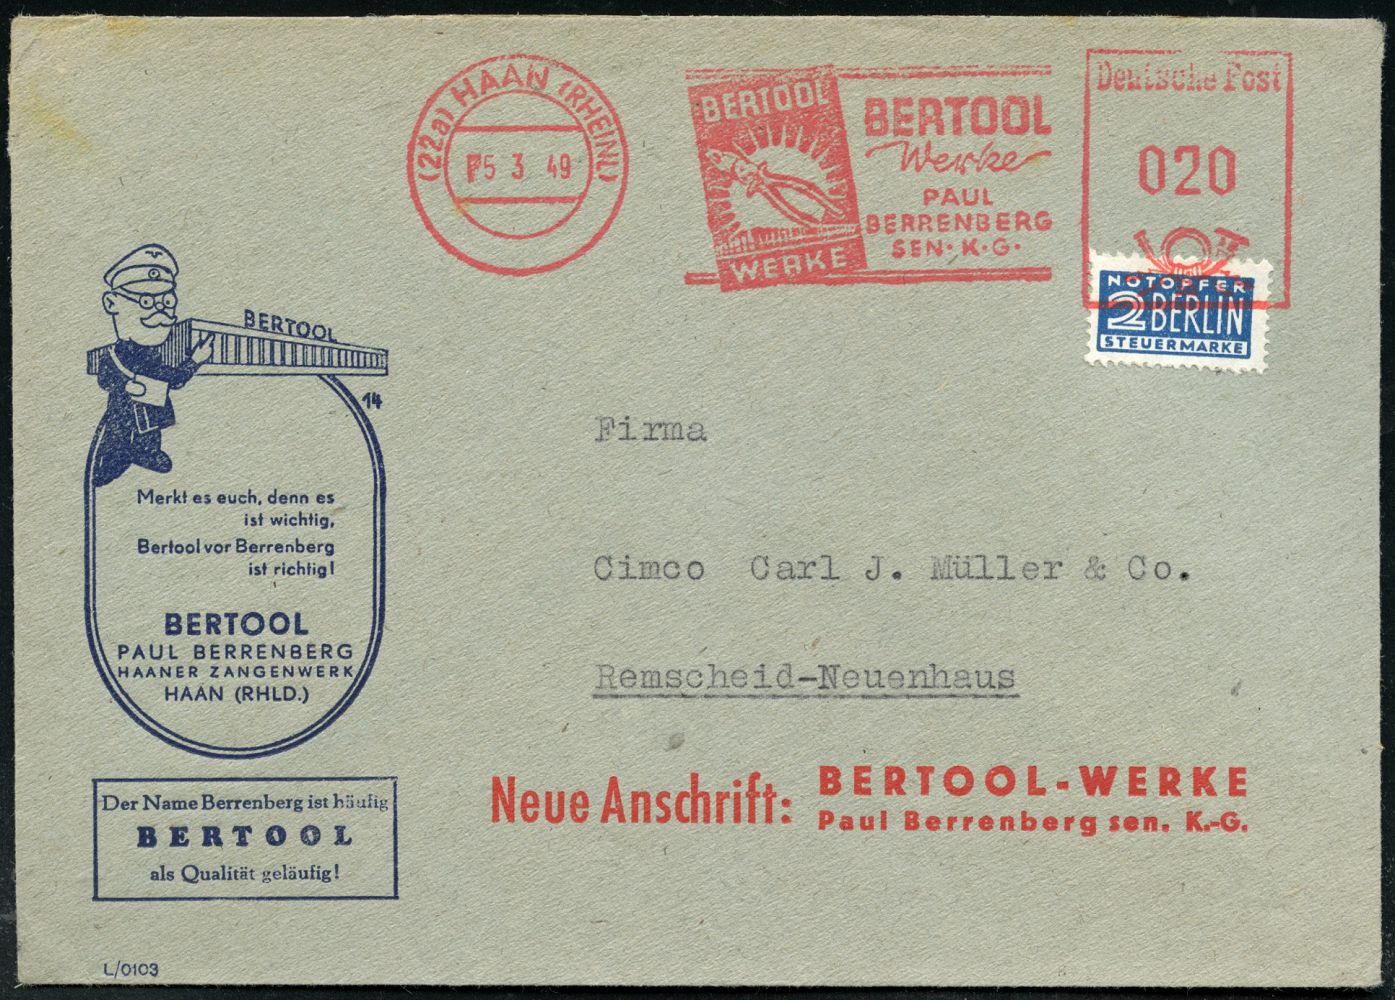 (22a) HAAN (RHEINL)
5 3 49
BERTOOL
WERKE
BERTOOL
Werke
PAUL
BERRENBERG
SEN. K.G.
Deutsche Post
020
NOTOPFER
2 BERLIN
STEUERMARKE
BERTOOL
14
Merkt es euch, denn es
ist wichtig,
Bertool vor Berrenberg
ist richtig!
BERTOOL
PAUL BERRENBERG
HAANER ZANGENWERK
HAAN (RHLD.)
Firma
Cimco Carl J. Müller & Co.
Remscheid-Neuenhaus
Neue Anschrift:
BERTOOL-WERKE
Paul Berrenberg sen. K.-G.
Der Name Berrenberg ist häufig
BERTOOL
als Qualität geläufig!
L/0103